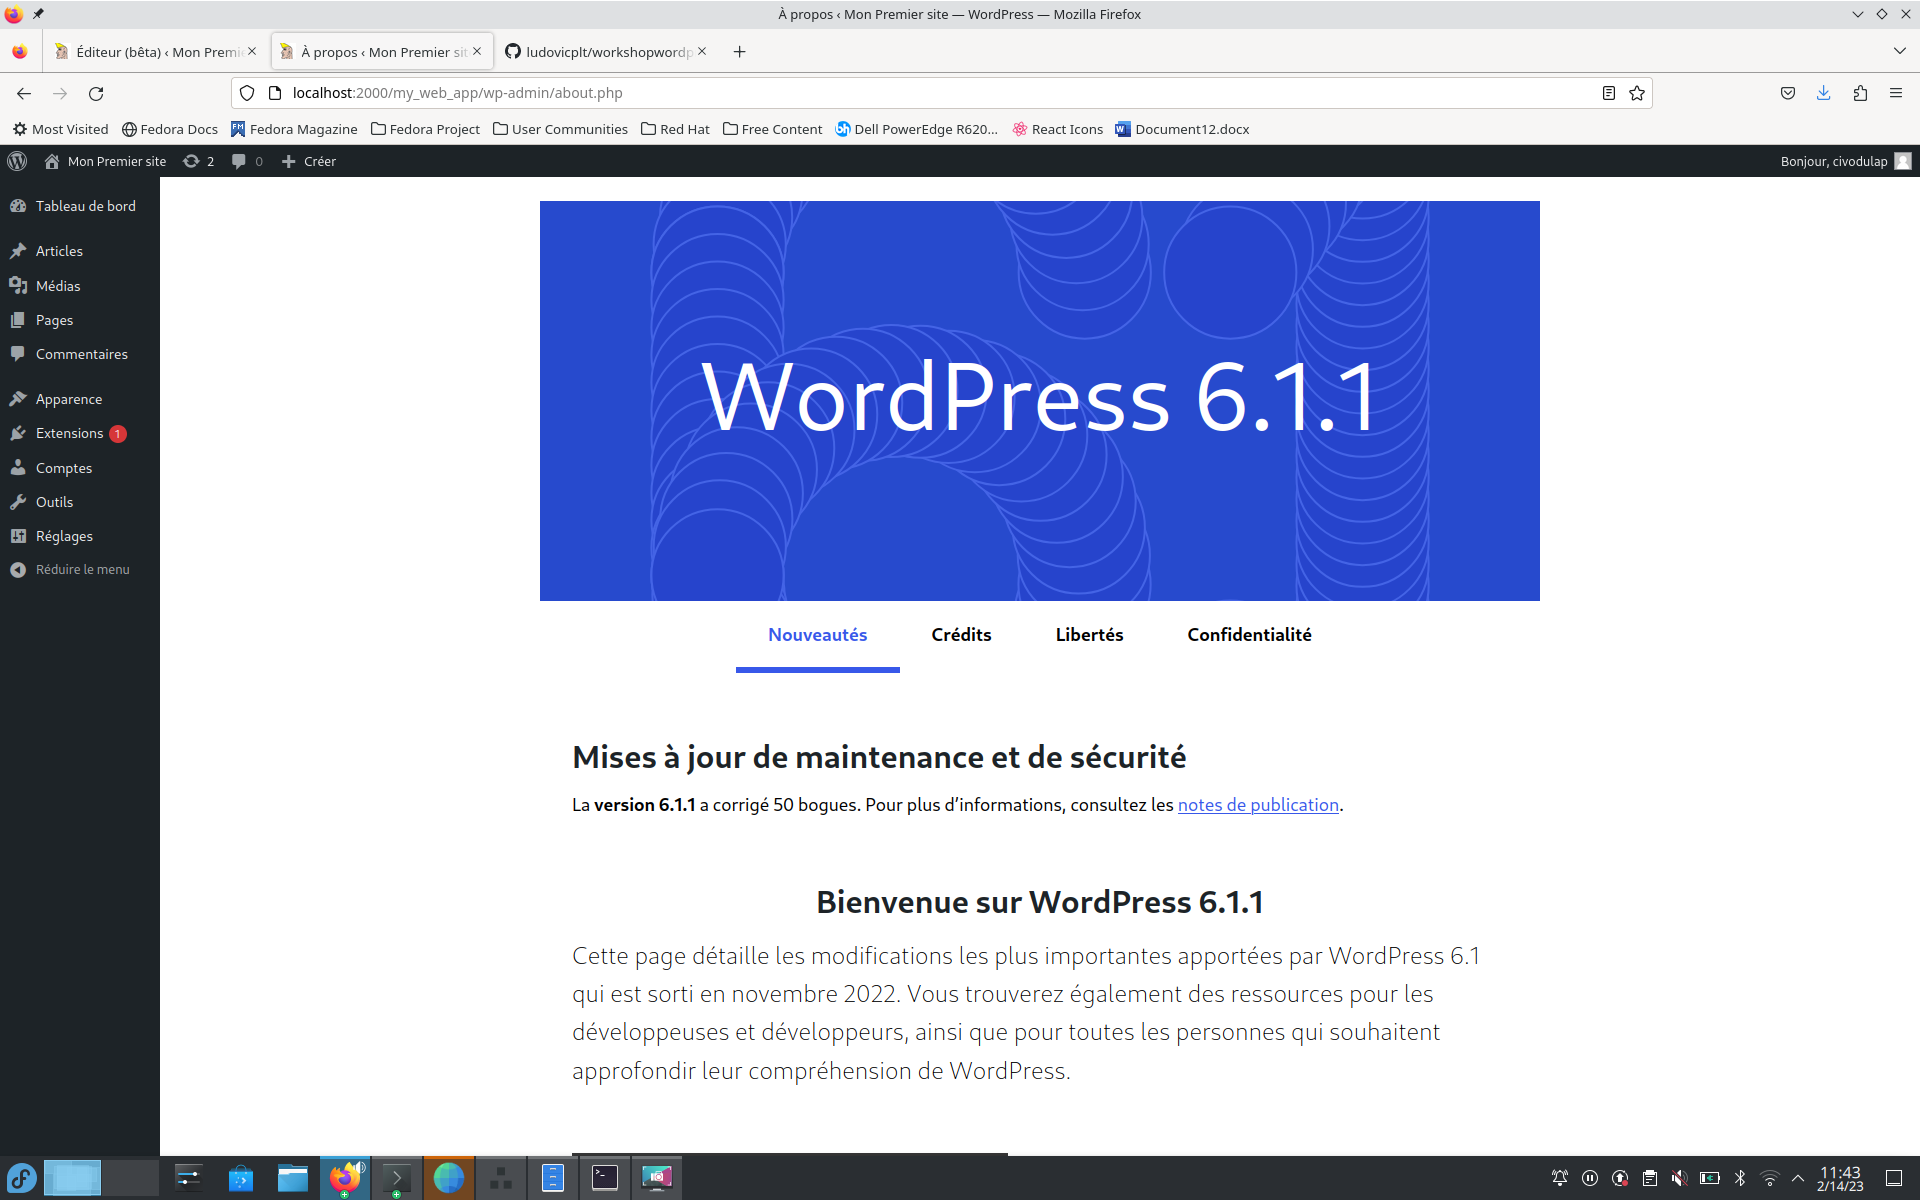 À propos ‹ Mon Premier site — WordPress — Mozilla Firefox
Éditeur (bêta) ‹ Mon Premi
À propos ‹ Mon Premier sit
ludovicplt/workshopwordp
localhost:2000/my_web_app/wp-admin/about.php
Most Visited
Fedora Docs
Fedora Magazine
Fedora Project
User Communities
Red Hat
Free Content
Dell PowerEdge R620...
React Icons
Document12.docx
Mon Premier site
2
0
Créer
Bonjour, civodulap
Tableau de bord
Articles
Médias
Pages
Commentaires
Apparence
Extensions 1
Comptes
Outils
Réglages
Réduire le menu
WordPress 6.1.1
Nouveautés
Crédits
Libertés
Confidentialité
Mises à jour de maintenance et de sécurité
La version 6.1.1 a corrigé 50 bogues. Pour plus d’informations, consultez les notes de publication.
Bienvenue sur WordPress 6.1.1
Cette page détaille les modifications les plus importantes apportées par WordPress 6.1
qui est sorti en novembre 2022. Vous trouverez également des ressources pour les
développeuses et développeurs, ainsi que pour toutes les personnes qui souhaitent
approfondir leur compréhension de WordPress.
11:43
2/14/23